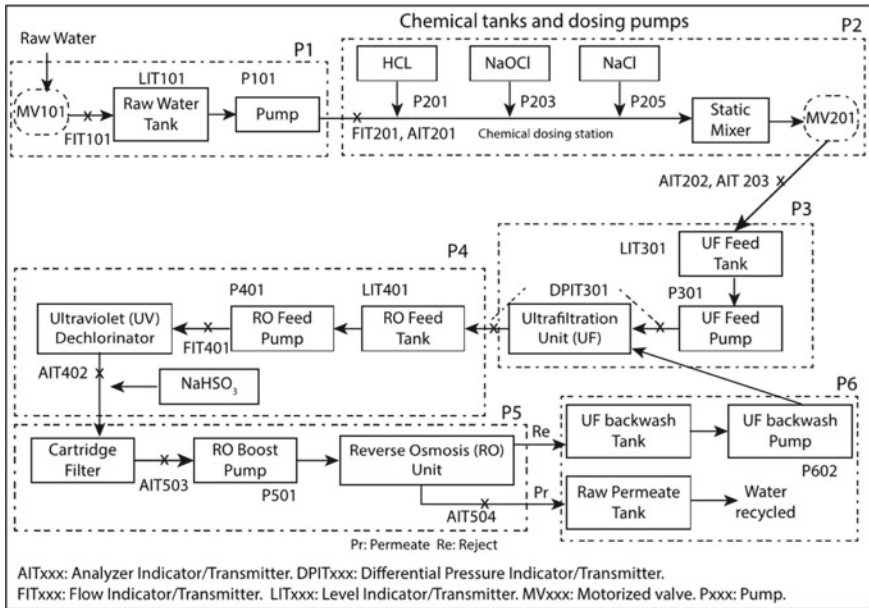 Chemical tanks and dosing pumps
Raw Water
P1
P2
LIT101
P101
MV101
FIT101
Raw Water
Tank
Pump
HCL
NaOCl
NaCl
P201
P203
P205
FIT201, AIT201
Chemical dosing station
Static
Mixer
MV201
AIT202, AIT 203
P3
LIT301
UF Feed
Tank
P301
UF Feed
Pump
DPIT301
Ultrafiltration
Unit (UF)
P4
P401
LIT401
Ultraviolet (UV)
Dechlorinator
FIT401
RO Feed
Pump
RO Feed
Tank
AIT402
NaHSO₃
P5
P6
Cartridge
Filter
AIT503
RO Boost
Pump
P501
Reverse Osmosis (RO)
Unit
AIT504
Re
Pr
UF backwash
Tank
UF backwash
Pump
P602
Raw Permeate
Tank
Water
recycled
Pr: Permeate Re: Reject
AITxxx: Analyzer Indicator/Transmitter. DPITxxx: Differential Pressure Indicator/Transmitter.
FITxxx: Flow Indicator/Transmitter. LITxxx: Level Indicator/Transmitter. MVxxx: Motorized valve. Pxxx: Pump.